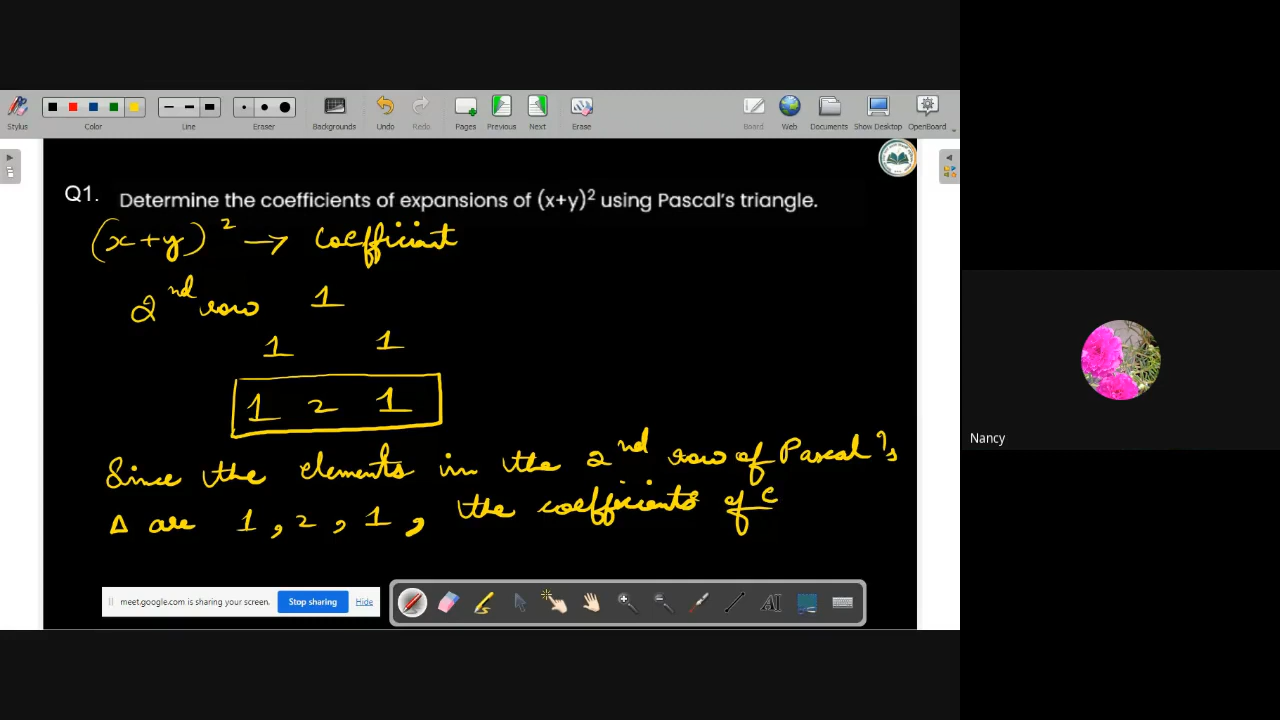 Color
Line
Eraser
Stylus
Backgrounds
Undo
Redo
Pages
Previous
Next
Erase
Board
Web
Documents
Show Desktop
OpenBoard
Q1. Determine the coefficients of expansions of (x+y)² using Pascal's triangle.
(x+y)² → Coefficient
2nd row 1
1 1
1 2 1
Since the elements in the 2nd row of Pascal's
Δ are 1, 2, 1, the coefficients of C
meet.google.com is sharing your screen. Stop sharing Hide
Nancy